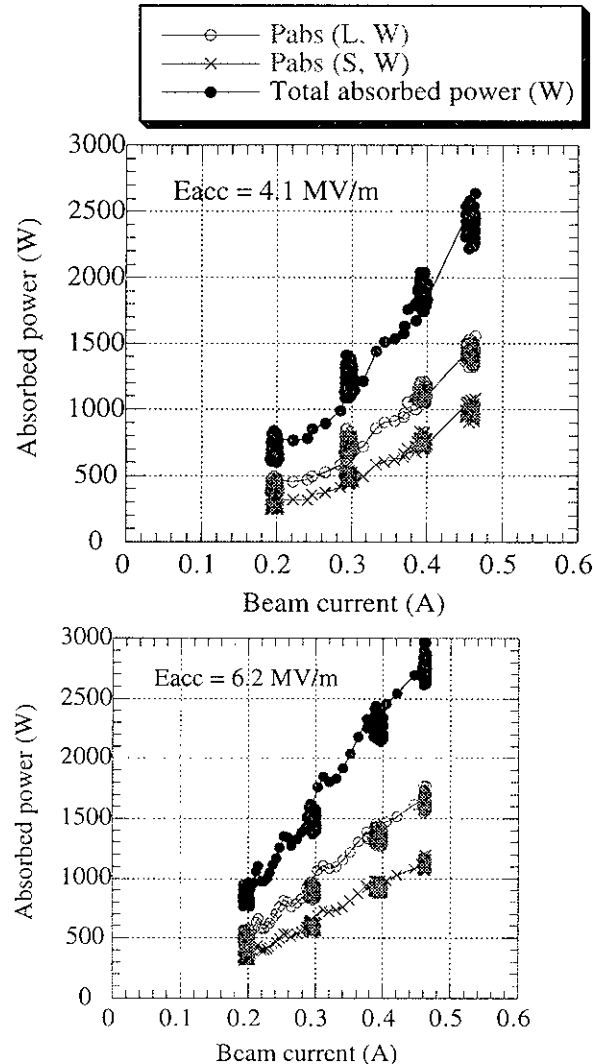 Pabs (L, W)
Pabs (S, W)
Total absorbed power (W)
3000
2500
2000
1500
1000
500
0
Absorbed power (W)
Eacc = 4.1 MV/m
0 0.1 0.2 0.3 0.4 0.5 0.6
Beam current (A)
3000
2500
2000
1500
1000
500
0
Absorbed power (W)
Eacc = 6.2 MV/m
0 0.1 0.2 0.3 0.4 0.5 0.6
Beam current (A)